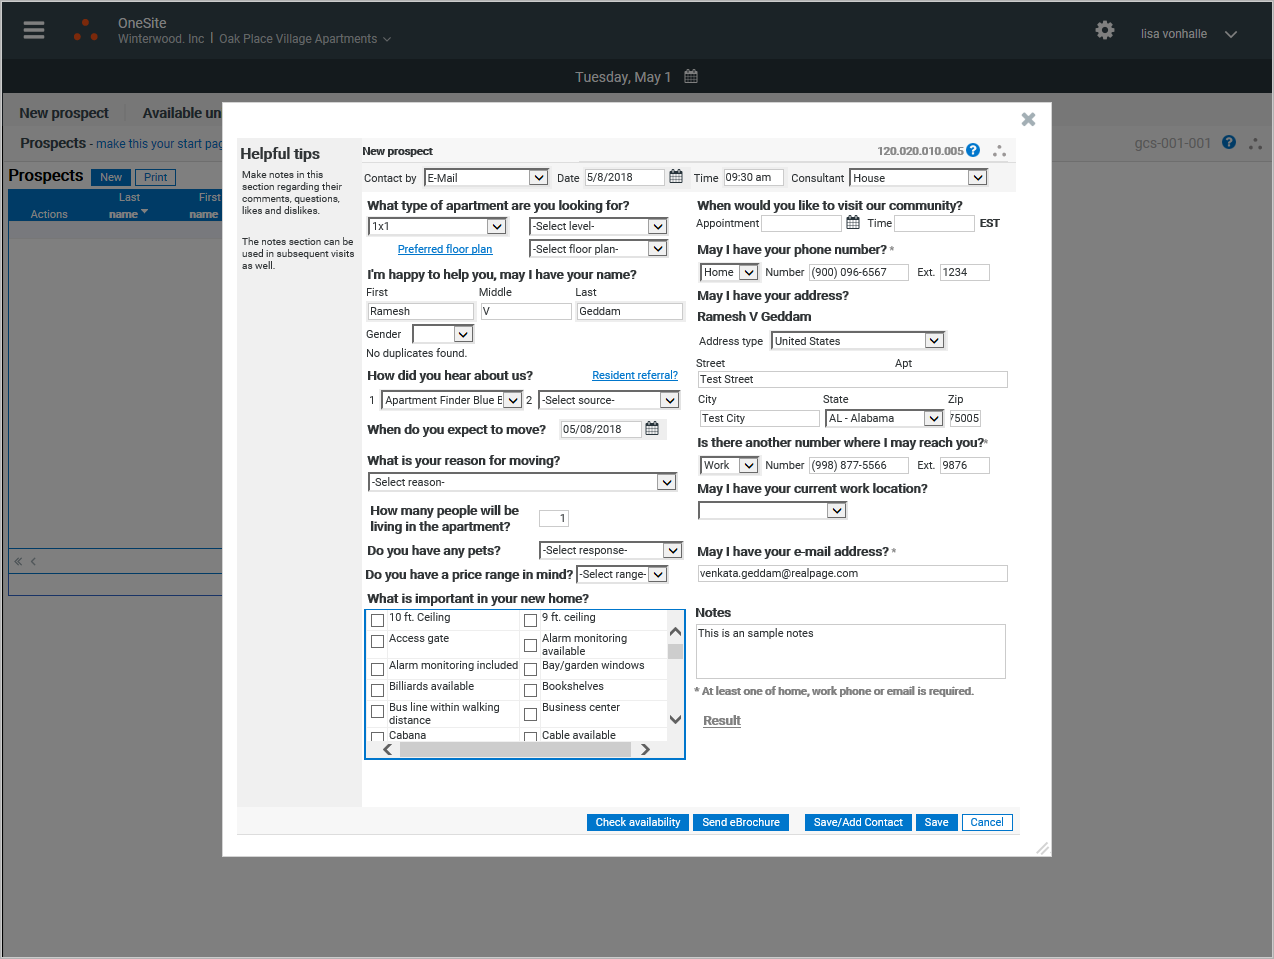 OneSite
Winterwood. Inc | Oak Place Village Apartments
lisa vonhalle
Tuesday, May 1
New prospect
Available un
Prospects - make this your start pag
gcs-001-001
Prospects
New
Print
Actions
Last name
First name
Helpful tips
Make notes in this
section regarding their
comments, questions,
likes and dislikes.
The notes section can be
used in subsequent visits
as well.
New prospect
120.020.010.005
Contact by E-Mail Date 5/8/2018 Time 09:30 am Consultant House
What type of apartment are you looking for?
1x1 -Select level-
Preferred floor plan -Select floor plan-
I'm happy to help you, may I have your name?
First Middle Last
Ramesh V Geddam
Gender
No duplicates found.
How did you hear about us? Resident referral?
1 Apartment Finder Blue B 2 -Select source-
When do you expect to move? 05/08/2018
What is your reason for moving?
-Select reason-
How many people will be
living in the apartment? 1
Do you have any pets? -Select response-
Do you have a price range in mind? -Select range-
What is important in your new home?
10 ft. Ceiling 9 ft. ceiling
Access gate Alarm monitoring
available
Alarm monitoring included Bay/garden windows
Billiards available Bookshelves
Bus line within walking
distance Business center
Cabana Cable available
When would you like to visit our community?
Appointment Time EST
May I have your phone number? *
Home Number (900) 096-6567 Ext. 1234
May I have your address?
Ramesh V Geddam
Address type United States
Street Apt
Test Street
City State Zip
Test City AL - Alabama 75005
Is there another number where I may reach you?*
Work Number (998) 877-5566 Ext. 9876
May I have your current work location?
May I have your e-mail address? *
venkata.geddam@realpage.com
Notes
This is an sample notes
* At least one of home, work phone or email is required.
Result
Check availability
Send eBrochure
Save/Add Contact
Save
Cancel